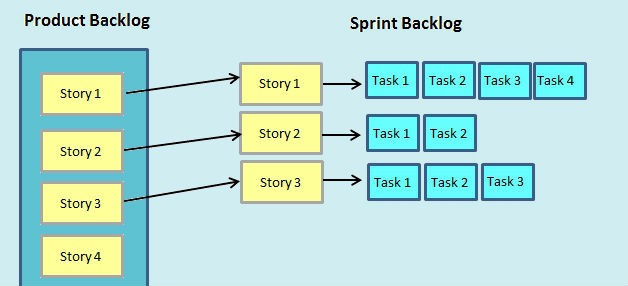 Product Backlog
Sprint Backlog
Story 1
Story 2
Story 3
Story 4
Story 1
Task 1
Task 2
Task 3
Task 4
Story 2
Task 1
Task 2
Story 3
Task 1
Task 2
Task 3